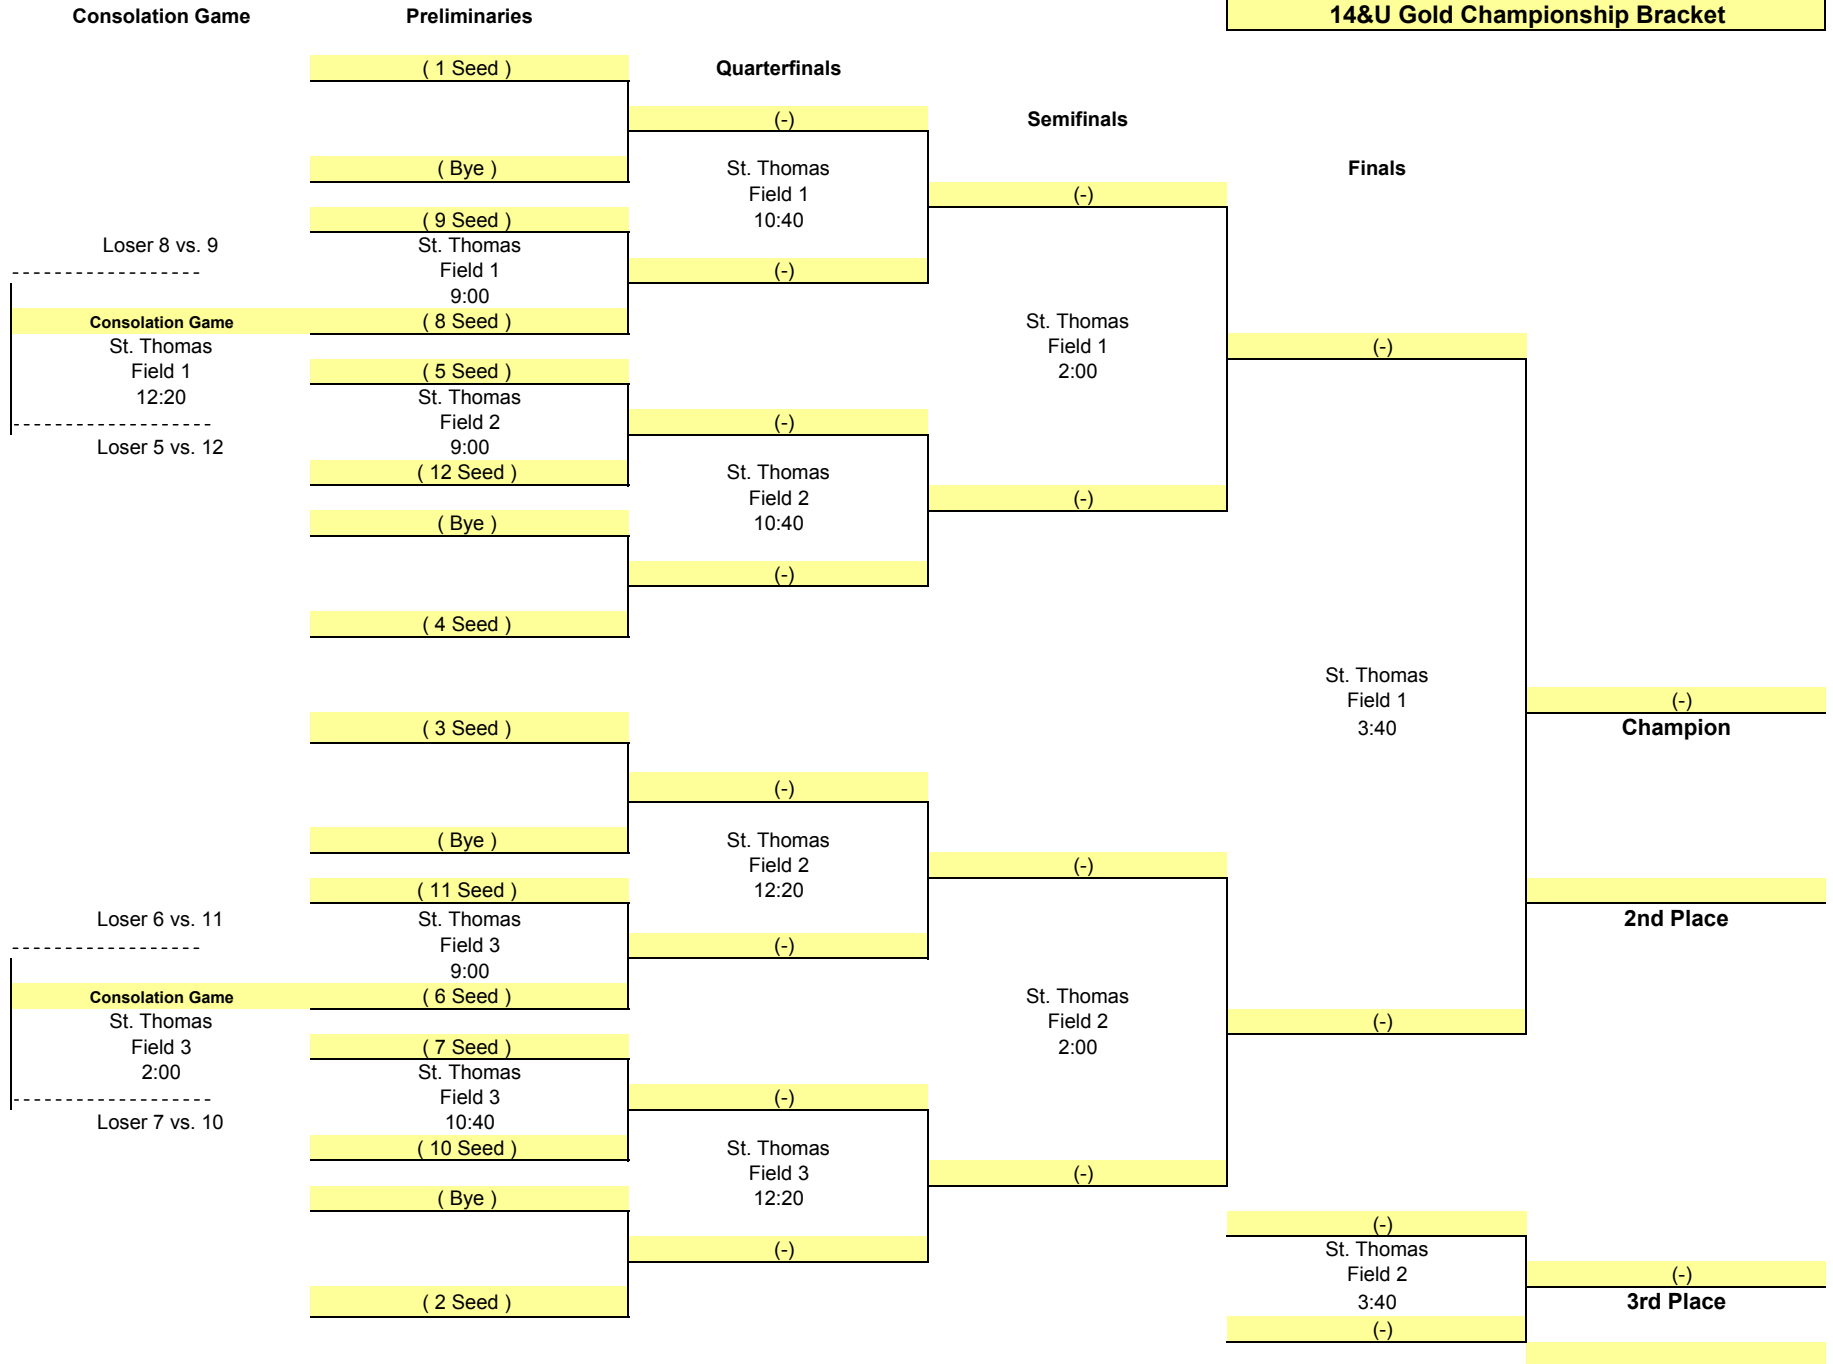 14&U Gold Championship Bracket
Consolation Game
Preliminaries
( 1 Seed )
Quarterfinals
(-)
Semifinals
( Bye )
St. Thomas
Field 1
10:40
Finals
(-)
( 9 Seed )
Loser 8 vs. 9
------------------
St. Thomas
Field 1
9:00
(-)
Consolation Game
( 8 Seed )
St. Thomas
Field 1
12:20
St. Thomas
Field 1
2:00
(-)
( 5 Seed )
St. Thomas
Field 2
9:00
(-)
-------------------
Loser 5 vs. 12
( 12 Seed )
St. Thomas
Field 2
10:40
(-)
( Bye )
(-)
( 4 Seed )
St. Thomas
Field 1
3:40
(-)
Champion
( 3 Seed )
(-)
( Bye )
St. Thomas
Field 2
12:20
(-)
( 11 Seed )
2nd Place
Loser 6 vs. 11
------------------
St. Thomas
Field 3
9:00
(-)
Consolation Game
( 6 Seed )
St. Thomas
Field 3
2:00
St. Thomas
Field 2
2:00
(-)
( 7 Seed )
St. Thomas
Field 3
10:40
(-)
-------------------
Loser 7 vs. 10
( 10 Seed )
St. Thomas
Field 3
12:20
(-)
( Bye )
(-)
(-)
St. Thomas
Field 2
3:40
(-)
(-)
3rd Place
( 2 Seed )